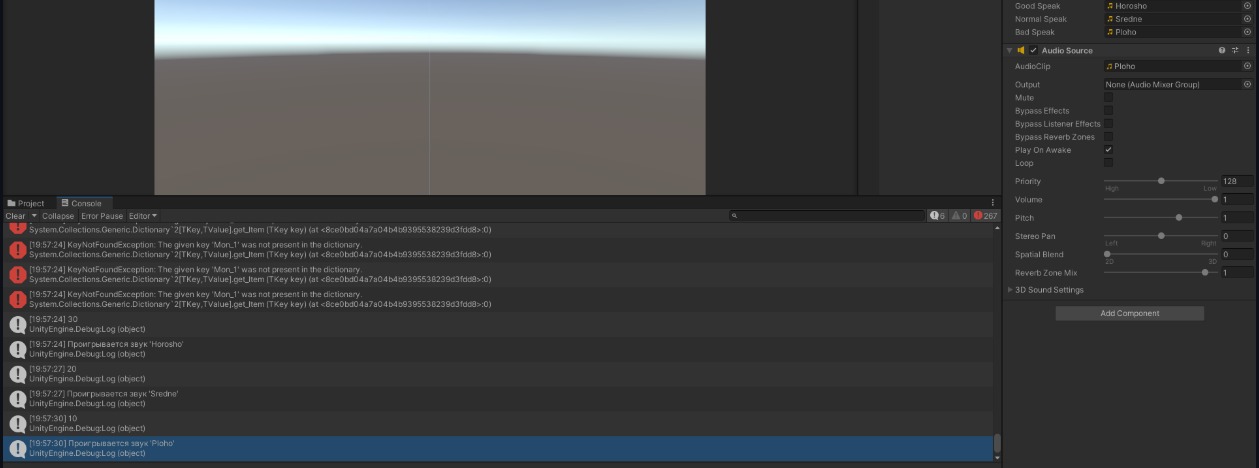 Good Speak Horosho
Normal Speak Sredne
Bad Speak Ploho
Audio Source
AudioClip Ploho
Output None (Audio Mixer Group)
Mute
Bypass Effects
Bypass Listener Effects
Bypass Reverb Zones
Play On Awake
Loop
Priority 128
High Low
Volume 1
Pitch 1
Stereo Pan 0
Left Right
Spatial Blend 0
2D 3D
Reverb Zone Mix 1
3D Sound Settings
Add Component
Project Console
Clear Collapse Error Pause Editor 6 0 267
System.Collections.Generic.Dictionary`2[TKey,TValue].get_Item (TKey key) (at <8ce0bd04a7a04b4b9395538239d3fdd8>:0)
[19:57:24] KeyNotFoundException: The given key 'Mon_1' was not present in the dictionary.
System.Collections.Generic.Dictionary`2[TKey,TValue].get_Item (TKey key) (at <8ce0bd04a7a04b4b9395538239d3fdd8>:0)
[19:57:24] KeyNotFoundException: The given key 'Mon_1' was not present in the dictionary.
System.Collections.Generic.Dictionary`2[TKey,TValue].get_Item (TKey key) (at <8ce0bd04a7a04b4b9395538239d3fdd8>:0)
[19:57:24] KeyNotFoundException: The given key 'Mon_1' was not present in the dictionary.
System.Collections.Generic.Dictionary`2[TKey,TValue].get_Item (TKey key) (at <8ce0bd04a7a04b4b9395538239d3fdd8>:0)
[19:57:24] 30
UnityEngine.Debug:Log (object)
[19:57:24] Проигрывается звук 'Horosho'
UnityEngine.Debug:Log (object)
[19:57:27] 20
UnityEngine.Debug:Log (object)
[19:57:27] Проигрывается звук 'Sredne'
UnityEngine.Debug:Log (object)
[19:57:30] 10
UnityEngine.Debug:Log (object)
[19:57:30] Проигрывается звук 'Ploho'
UnityEngine.Debug:Log (object)